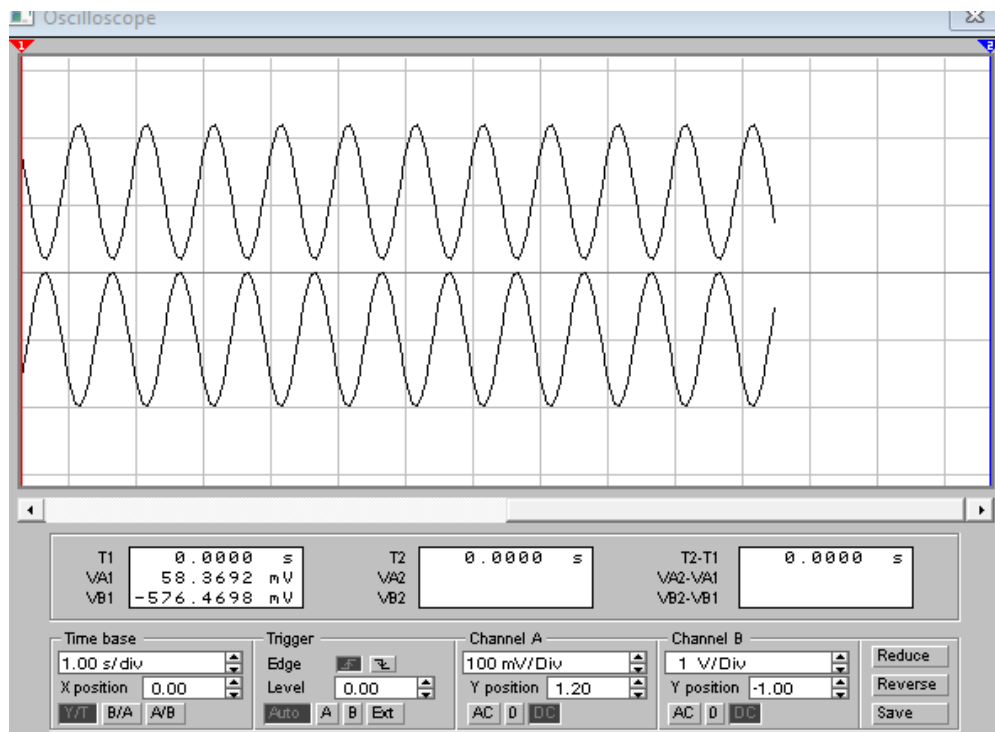 Oscilloscope
1 2
T1 0.0000 s T2 0.0000 s T2-T1 0.0000 s
VA1 58.3692 mV VA2 VA2-VA1
VB1 -576.4698 mV VB2 VB2-VB1
Time base Trigger Channel A Channel B
1.00 s/div Edge 100 mV/Div 1 V/Div Reduce
X position 0.00 Level 0.00 Y position 1.20 Y position -1.00 Reverse
Y/T B/A A/B Auto A B Ext AC 0 DC AC 0 DC Save